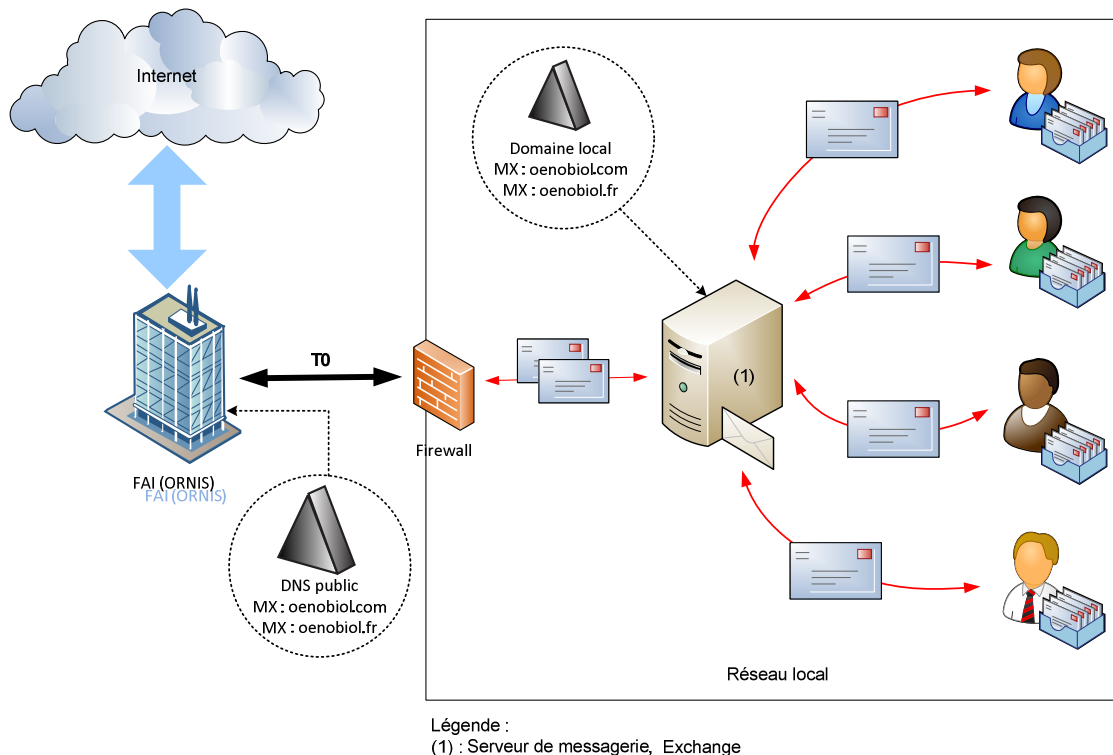 Internet
Domaine local
MX : oenobiol.com
MX : oenobiol.fr
T0
(1)
Firewall
FAI (ORNIS)
FAI (ORNIS)
DNS public
MX : oenobiol.com
MX : oenobiol.fr
Réseau local
Légende :
(1) : Serveur de messagerie, Exchange